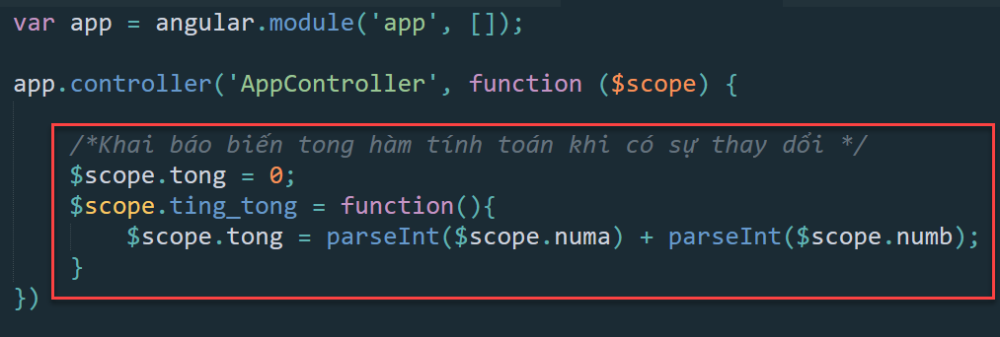 var app = angular.module('app', []);
app.controller('AppController', function ($scope) {
/*Khai báo biến tong hàm tính toán khi có sự thay dổi */
$scope.tong = 0;
$scope.ting_tong = function(){
$scope.tong = parseInt($scope.numa) + parseInt($scope.numb);
}
})